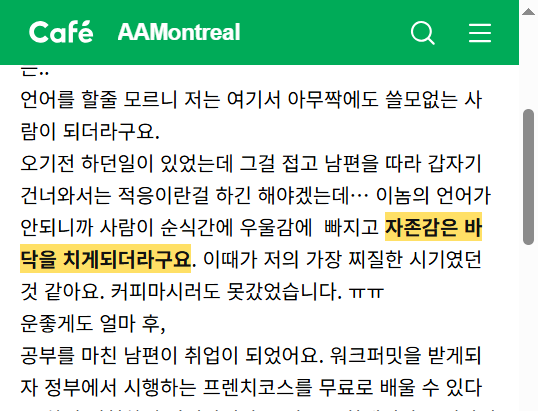 Café AAMontreal
는..
언어를 할줄 모르니 저는 여기서 아무짝에도 쓸모없는 사
람이 되더라구요.
오기전 하던일이 있었는데 그걸 접고 남편을 따라 갑자기
건너와서는 적응이란걸 하긴 해야겠는데… 이놈의 언어가
안되니까 사람이 순식간에 우울감에  빠지고 자존감은 바
닥을 치게되더라구요. 이때가 저의 가장 찌질한 시기였던
것 같아요. 커피마시러도 못갔었습니다. ㅠㅠ
운좋게도 얼마 후,
공부를 마친 남편이 취업이 되었어요. 워크퍼밋을 받게되
자 정부에서 시행하는 프렌치코스를 무료로 배울 수 있다